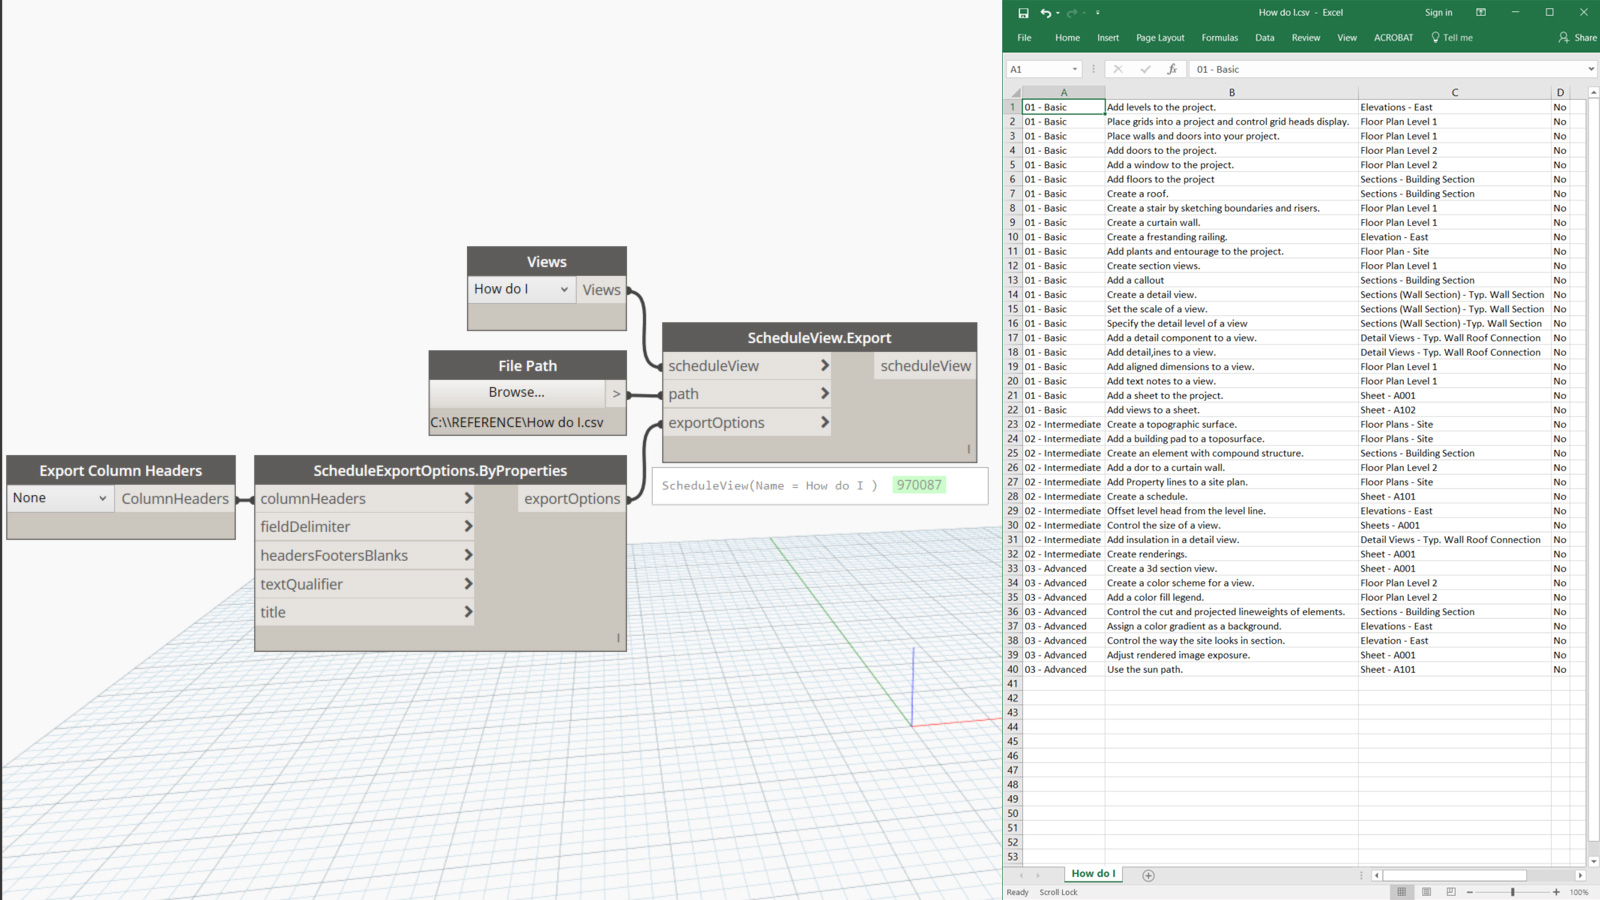 Views
How do I
Views
File Path
Browse...
>
C:\\REFERENCE\How do I.csv
ScheduleView.Export
scheduleView
scheduleView
path
exportOptions
ScheduleView(Name = How do I ) 970087
Export Column Headers
None
ColumnHeaders
ScheduleExportOptions.ByProperties
columnHeaders
exportOptions
fieldDelimiter
headersFootersBlanks
textQualifier
title
How do I.csv - Excel
Sign in
File Home Insert Page Layout Formulas Data Review View ACROBAT Tell me Share
A1 fx 01 - Basic
A B C D
1 01 - Basic Add levels to the project. Elevations - East No
2 01 - Basic Place grids into a project and control grid heads display. Floor Plan Level 1 No
3 01 - Basic Place walls and doors into your project. Floor Plan Level 1 No
4 01 - Basic Add doors to the project. Floor Plan Level 2 No
5 01 - Basic Add a window to the project. Floor Plan Level 2 No
6 01 - Basic Add floors to the project Sections - Building Section No
7 01 - Basic Create a roof. Sections - Building Section No
8 01 - Basic Create a stair by sketching boundaries and risers. Floor Plan Level 1 No
9 01 - Basic Create a curtain wall. Floor Plan Level 1 No
10 01 - Basic Create a frestanding railing. Elevation - East No
11 01 - Basic Add plants and entourage to the project. Floor Plan - Site No
12 01 - Basic Create section views. Floor Plan Level 1 No
13 01 - Basic Add a callout Sections - Building Section No
14 01 - Basic Create a detail view. Sections (Wall Section) - Typ. Wall Section No
15 01 - Basic Set the scale of a view. Sections (Wall Section) - Typ. Wall Section No
16 01 - Basic Specify the detail level of a view Sections (Wall Section) -Typ. Wall Section No
17 01 - Basic Add a detail component to a view. Detail Views - Typ. Wall Roof Connection No
18 01 - Basic Add detail,ines to a view. Detail Views - Typ. Wall Roof Connection No
19 01 - Basic Add aligned dimensions to a view. Floor Plan Level 1 No
20 01 - Basic Add text notes to a view. Floor Plan Level 1 No
21 01 - Basic Add a sheet to the project. Sheet - A001 No
22 01 - Basic Add views to a sheet. Sheet - A102 No
23 02 - Intermediate Create a topographic surface. Floor Plans - Site No
24 02 - Intermediate Add a building pad to a toposurface. Floor Plans - Site No
25 02 - Intermediate Create an element with compound structure. Sections - Building Section No
26 02 - Intermediate Add a dor to a curtain wall. Floor Plan Level 2 No
27 02 - Intermediate Add Property lines to a site plan. Floor Plans - Site No
28 02 - Intermediate Create a schedule. Sheet - A101 No
29 02 - Intermediate Offset level head from the level line. Elevations - East No
30 02 - Intermediate Control the size of a view. Sheets - A001 No
31 02 - Intermediate Add insulation in a detail view. Detail Views - Typ. Wall Roof Connection No
32 02 - Intermediate Create renderings. Sheet - A001 No
33 03 - Advanced Create a 3d section view. Sheet - A001 No
34 03 - Advanced Create a color scheme for a view. Floor Plan Level 2 No
35 03 - Advanced Add a color fill legend. Floor Plan Level 2 No
36 03 - Advanced Control the cut and projected lineweights of elements. Sections - Building Section No
37 03 - Advanced Assign a color gradient as a background. Elevations - East No
38 03 - Advanced Control the way the site looks in section. Elevation - East No
39 03 - Advanced Adjust rendered image exposure. Sheet - A001 No
40 03 - Advanced Use the sun path. Sheet - A101 No
41
42
43
44
45
46
47
48
49
50
51
52
53
How do I
Ready Scroll Lock 100%